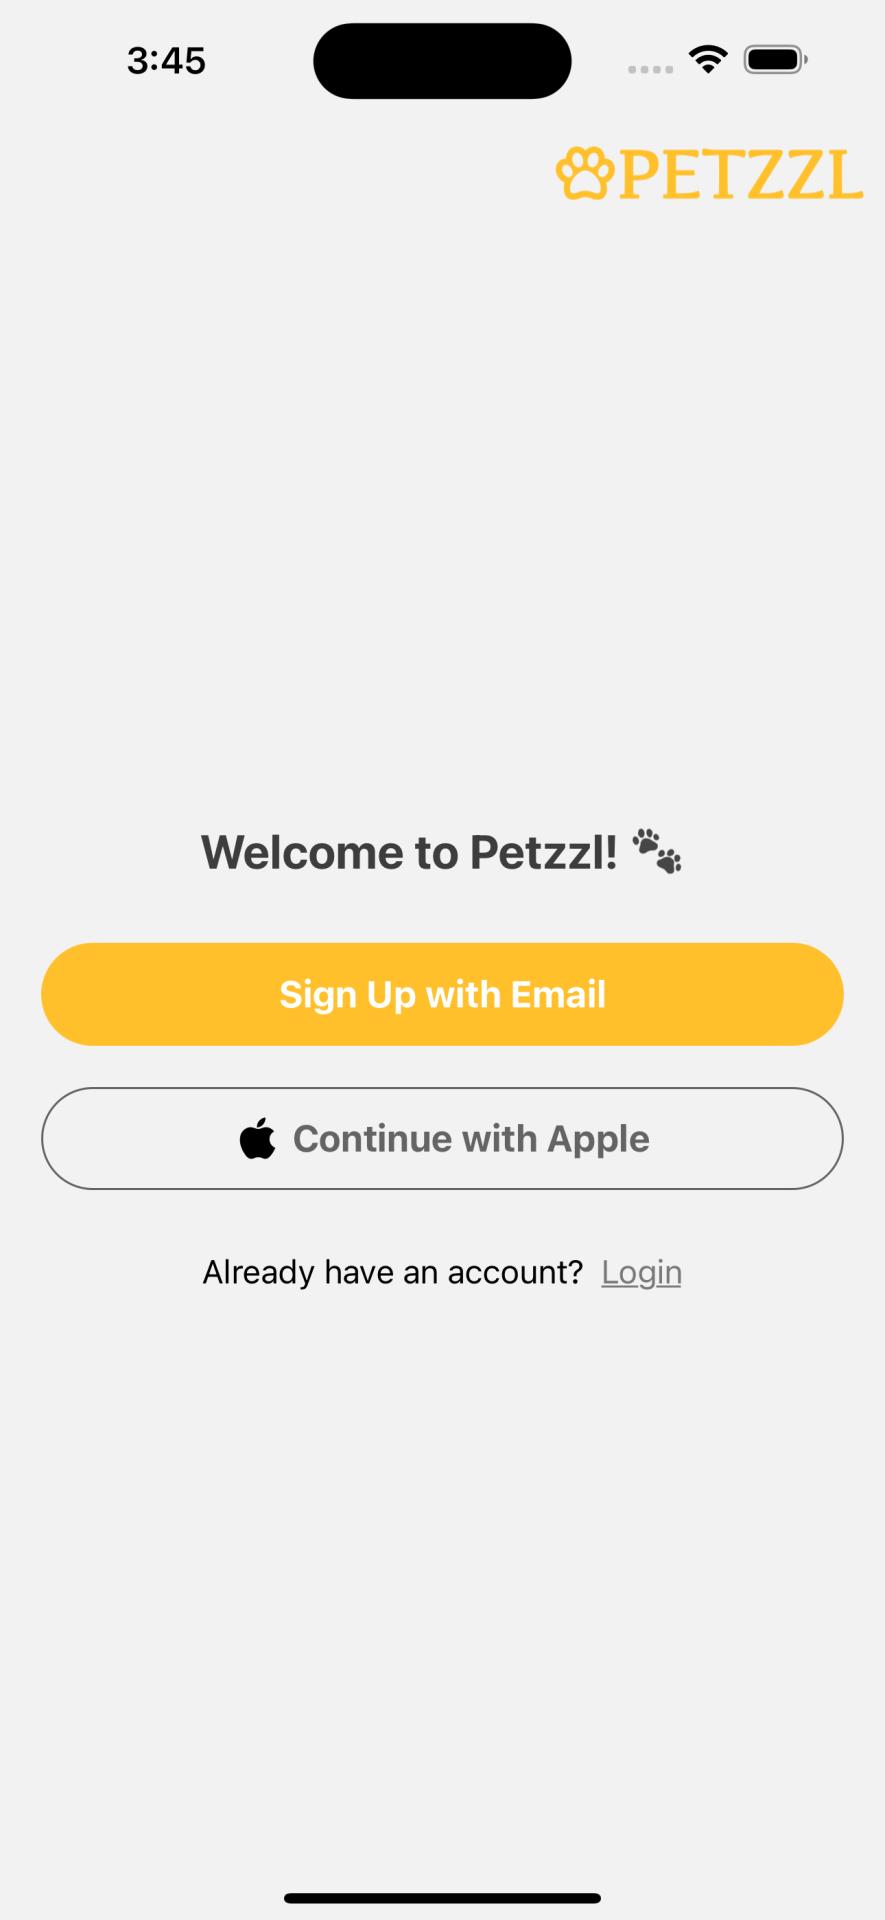 3:45
PETZZL
Welcome to Petzzl! 🐾
Sign Up with Email
Continue with Apple
Already have an account? Login